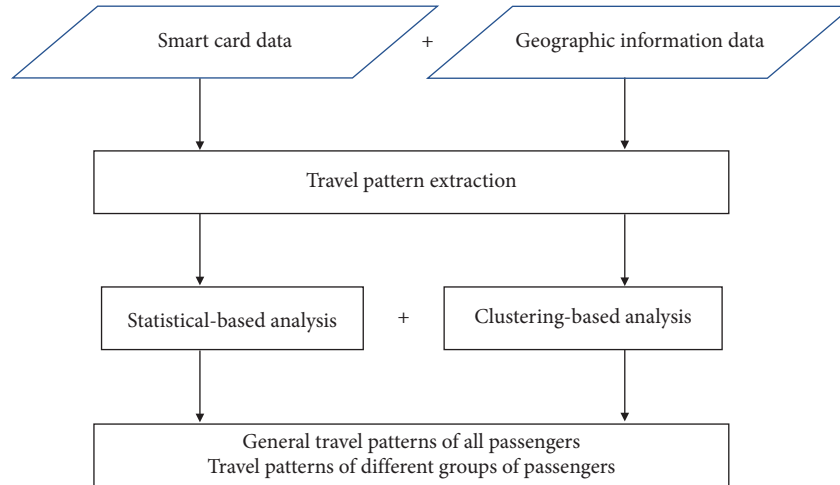 Smart card data
+
Geographic information data
Travel pattern extraction
Statistical-based analysis
+
Clustering-based analysis
General travel patterns of all passengers
Travel patterns of different groups of passengers